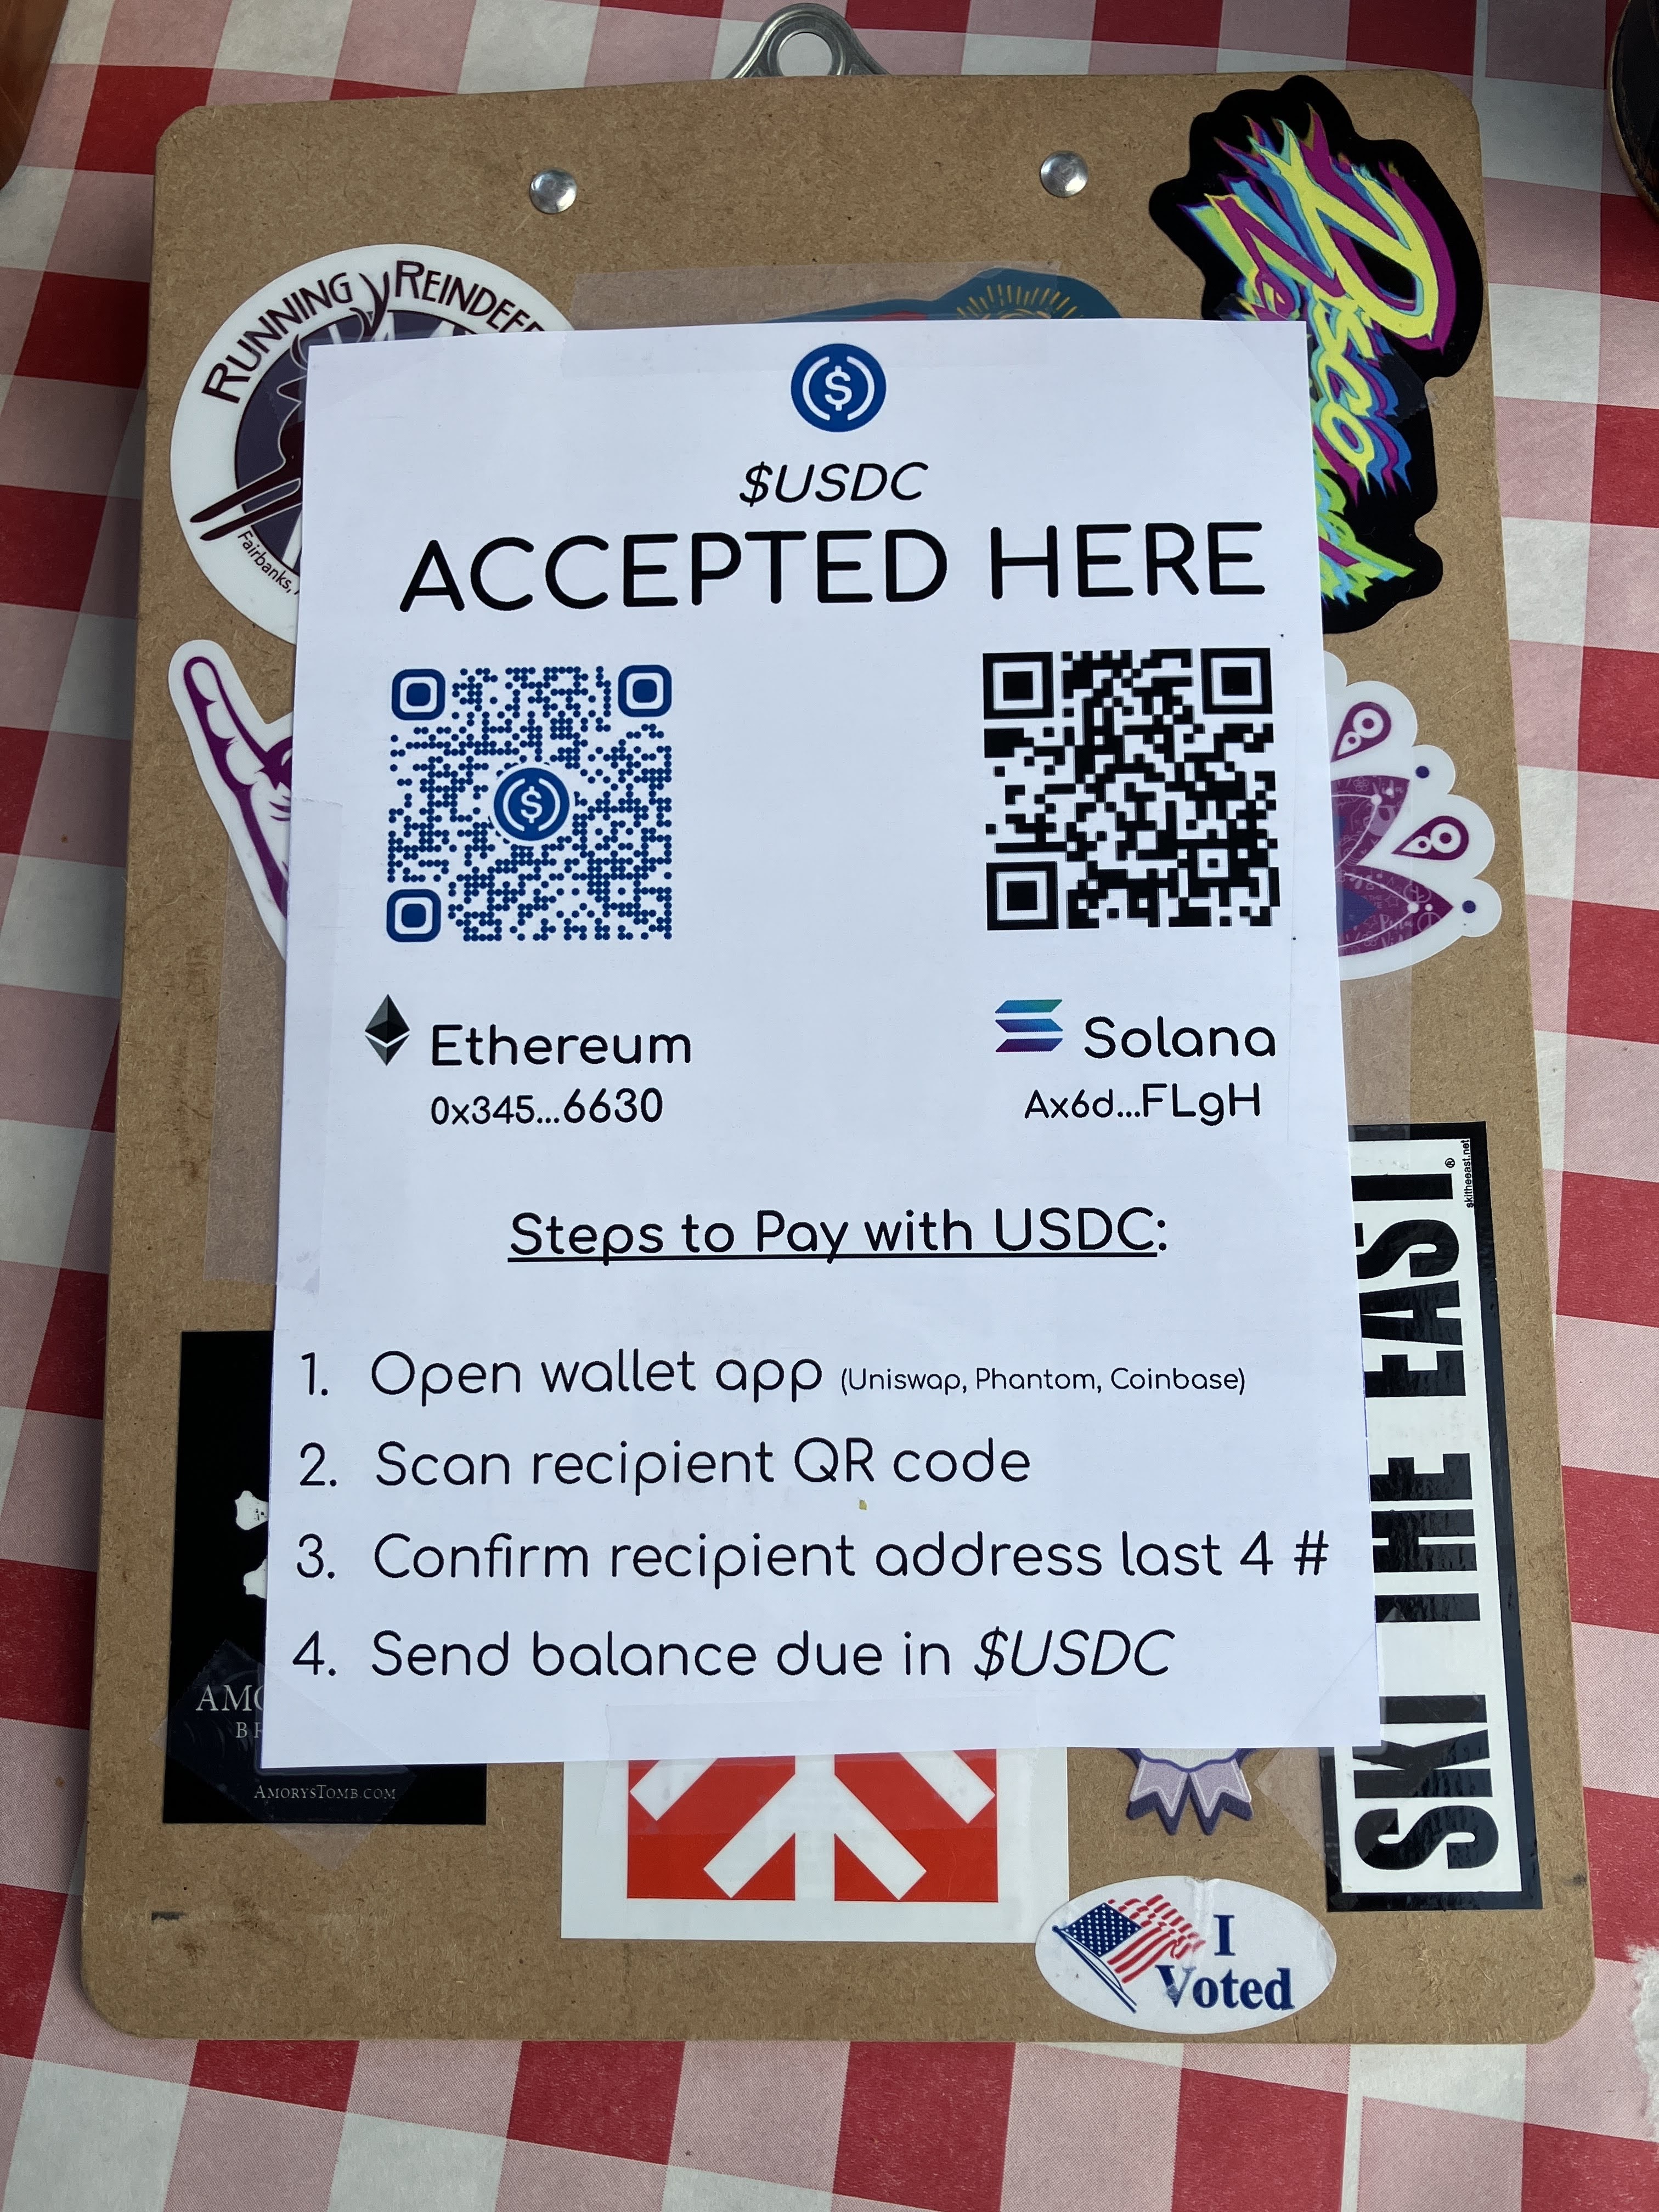 RUNNING REINDEER
Fairbanks,
Disco
$USDC
ACCEPTED HERE
Ethereum
0x345...6630
Solana
Ax6d...FLgH
Steps to Pay with USDC:
1. Open wallet app (Uniswap, Phantom, Coinbase)
2. Scan recipient QR code
3. Confirm recipient address last 4 #
4. Send balance due in $USDC
SKI THE EAST®
skitheeast.net
AMORYSTOMB.COM
I
Voted